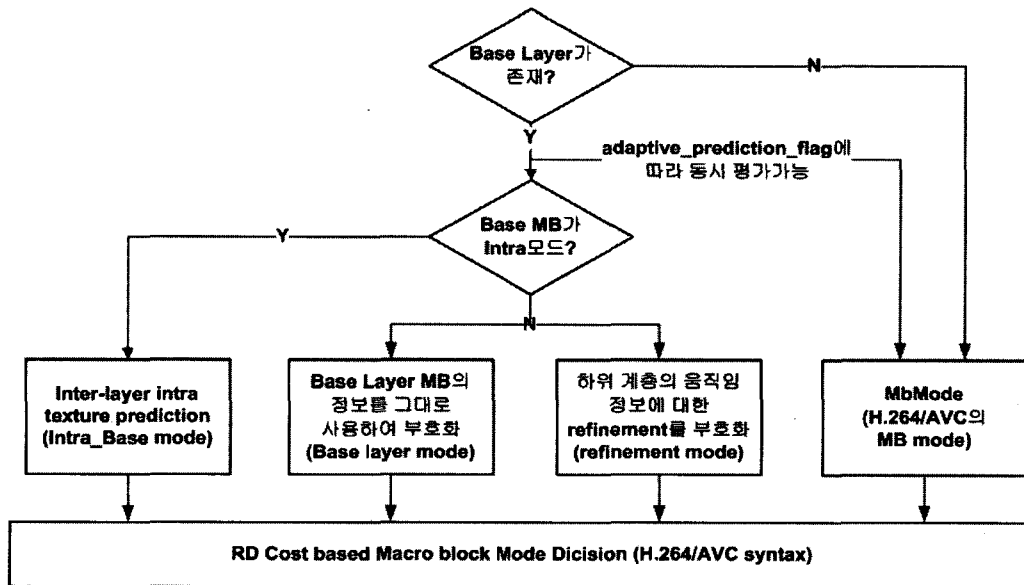 Base Layer가
존재?
N
Y
adaptive_prediction_flag에
따라 동시 평가가능
Base MB가
Intra모드?
Y
N
Inter-layer intra
texture prediction
(Intra_Base mode)
Base Layer MB의
정보를 그대로
사용하여 부호화
(Base layer mode)
하위 계층의 움직임
정보에 대한
refinement를 부호화
(refinement mode)
MbMode
(H.264/AVC의
MB mode)
RD Cost based Macro block Mode Dicision (H.264/AVC syntax)